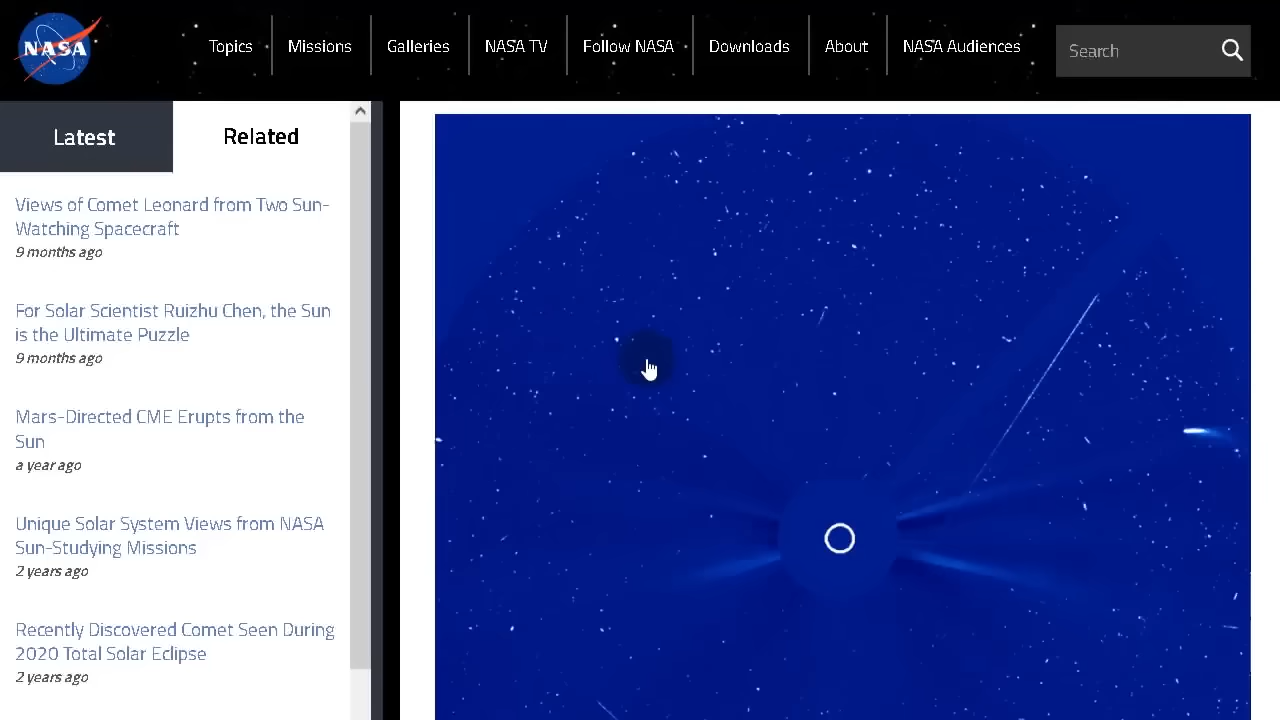 NASA
Topics
Missions
Galleries
NASA TV
Follow NASA
Downloads
About
NASA Audiences
Search
Latest
Related
Views of Comet Leonard from Two Sun-
Watching Spacecraft
9 months ago
For Solar Scientist Ruizhu Chen, the Sun
is the Ultimate Puzzle
9 months ago
Mars-Directed CME Erupts from the
Sun
a year ago
Unique Solar System Views from NASA
Sun-Studying Missions
2 years ago
Recently Discovered Comet Seen During
2020 Total Solar Eclipse
2 years ago